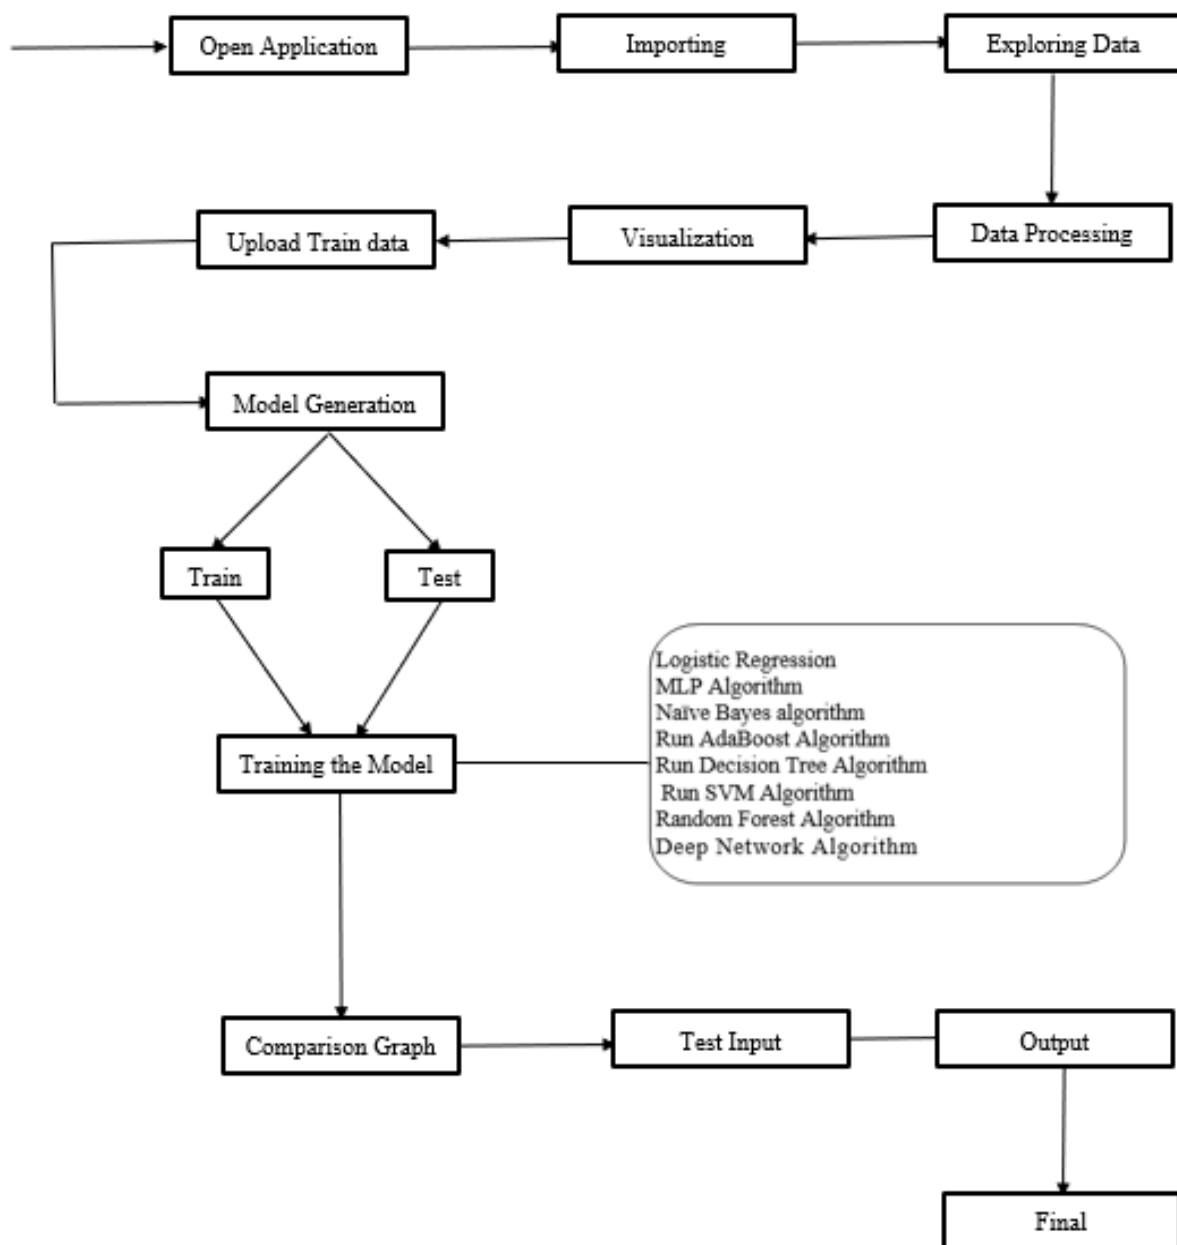 Open Application
Importing
Exploring Data
Data Processing
Visualization
Upload Train data
Model Generation
Train
Test
Training the Model
Logistic Regression
MLP Algorithm
Naïve Bayes algorithm
Run AdaBoost Algorithm
Run Decision Tree Algorithm
Run SVM Algorithm
Random Forest Algorithm
Deep Network Algorithm
Comparison Graph
Test Input
Output
Final